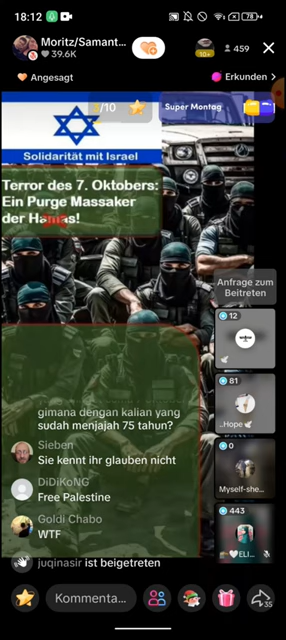 18:12
78
Moritz/Samant...
39.6K
10+
459
Angesagt
Erkunden
/10
Super Montag
Solidarität mit Israel
Terror des 7. Oktobers:
Ein Purge Massaker
der Hamas!
Anfrage zum
Beitreten
12
81
..Hope
0
Myself-she...
443
ELI...
gimana dengan kalian yang
sudah menjajah 75 tahun?
Sieben
Sie kennt ihr glauben nicht
DiDiKoNG
Free Palestine
Goldi Chabo
WTF
juqinasir ist beigetreten
Kommenta...
35